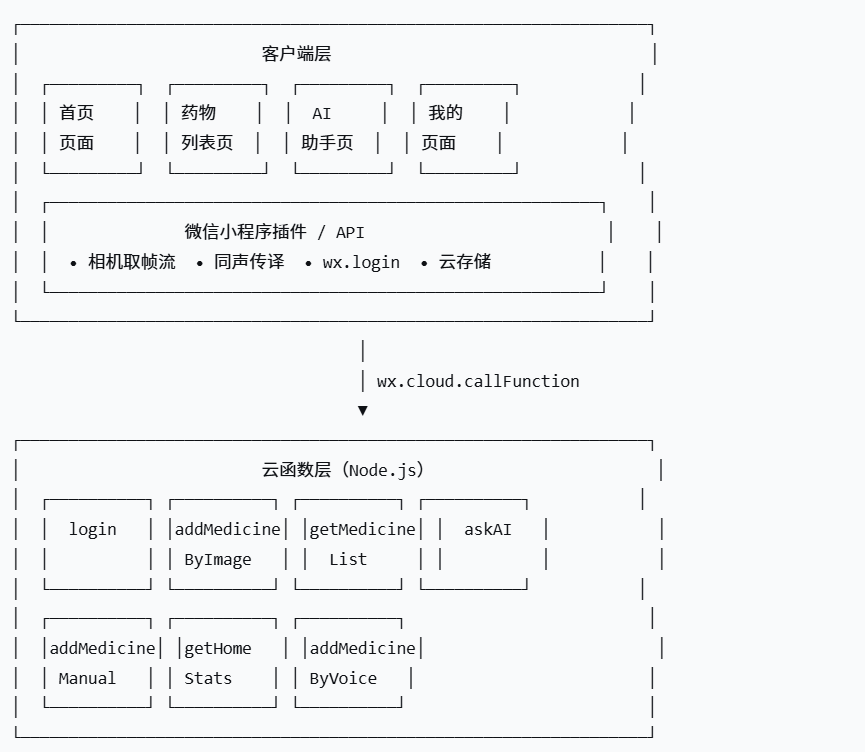 客户端层
首页 药物 AI 我的
页面 列表页 助手页 页面
微信小程序插件 / API
• 相机取帧流 • 同声传译 • wx.login • 云存储
wx.cloud.callFunction
云函数层（Node.js）
login addMedicine getMedicine askAI
ByImage List
addMedicine getHome addMedicine
Manual Stats ByVoice